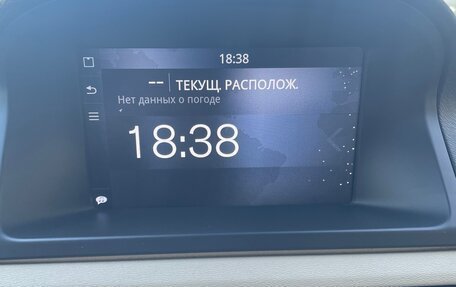 18:38
-- ТЕКУЩ. РАСПОЛОЖ.
Нет данных о погоде
18:38